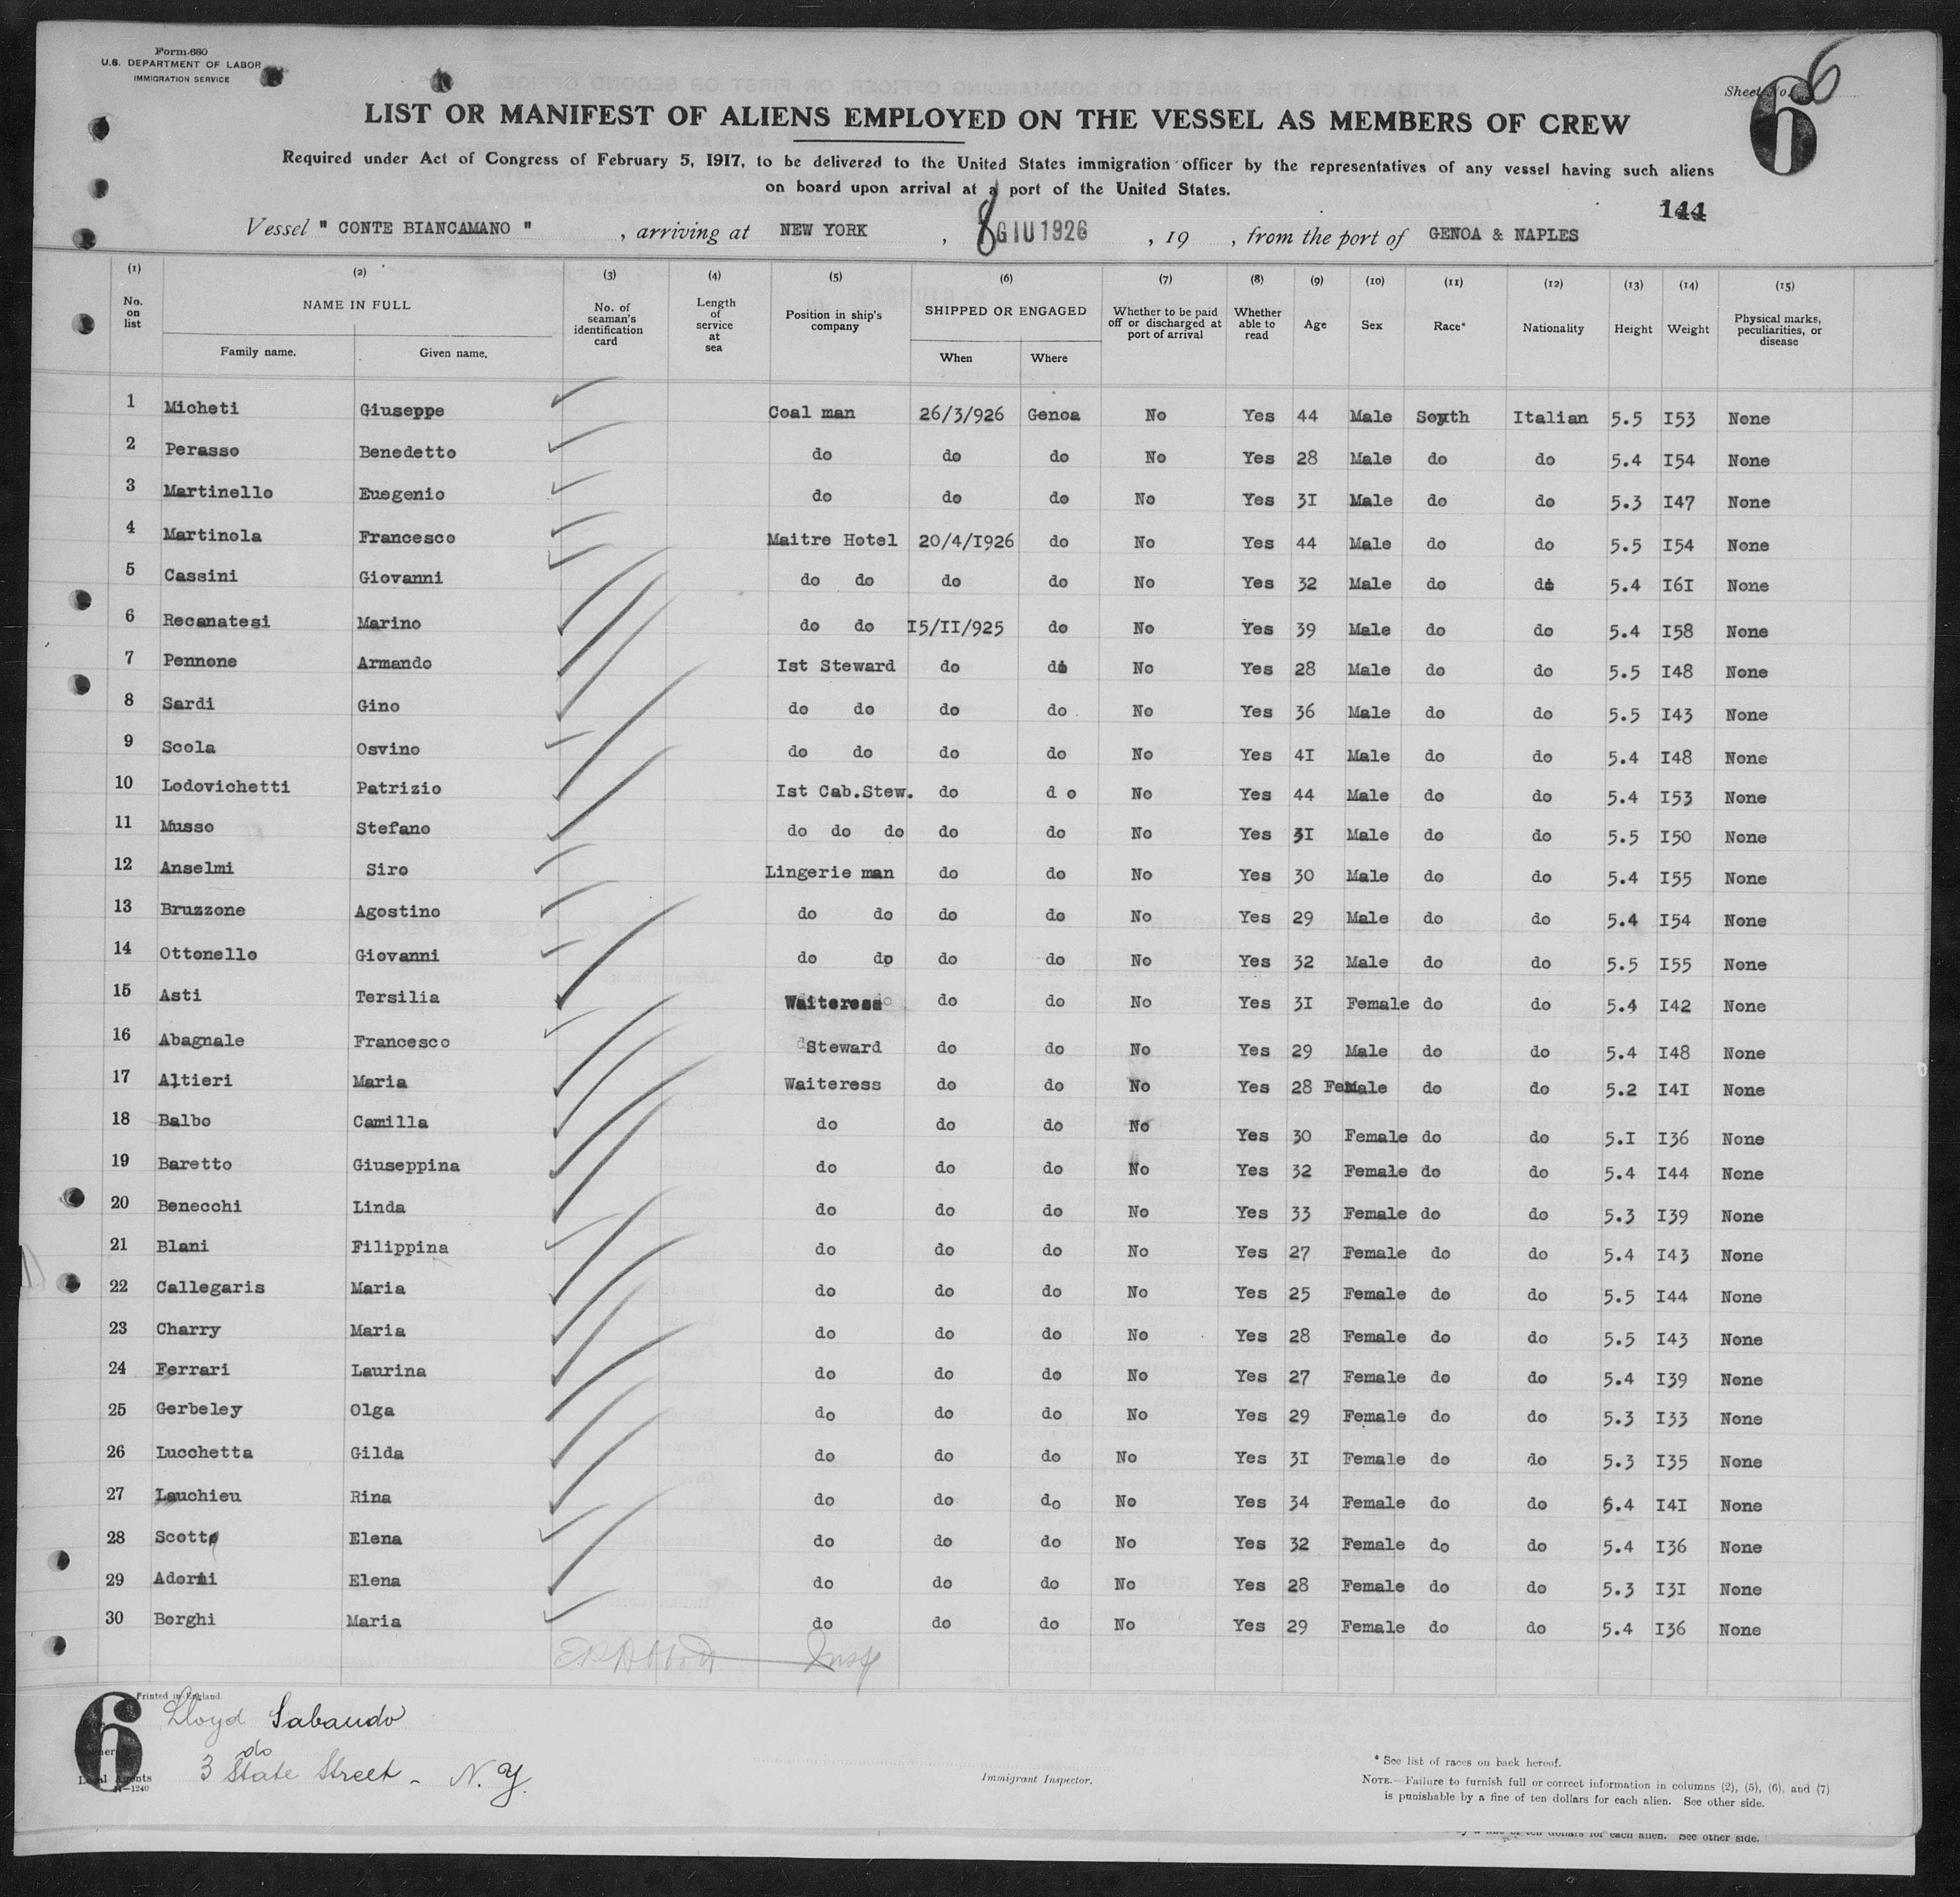 Form 680
U.S. DEPARTMENT OF LABOR
IMMIGRATION SERVICE
Sheet No. 6
6
LIST OR MANIFEST OF ALIENS EMPLOYED ON THE VESSEL AS MEMBERS OF CREW
Required under Act of Congress of February 5, 1917, to be delivered to the United States immigration officer by the representatives of any vessel having such aliens
on board upon arrival at a port of the United States.
144
Vessel " CONTE BIANCAMANO " , arriving at NEW YORK , 8 GIU 1926 , 19 , from the port of GENOA & NAPLES
(1) (2) (3) (4) (5) (6) (7) (8) (9) (10) (11) (12) (13) (14) (15)
No. on list NAME IN FULL Family name. Given name. No. of seaman's identification card Length of service at sea Position in ship's company SHIPPED OR ENGAGED When Where Whether to be paid off or discharged at port of arrival Whether able to read Age Sex Race* Nationality Height Weight Physical marks, peculiarities, or disease
1 Micheti Giuseppe Coal man 26/3/926 Genoa No Yes 44 Male South Italian 5.5 I53 None
2 Perasso Benedetto do do do No Yes 28 Male do do 5.4 I54 None
3 Martinello Euegenio do do do No Yes 3I Male do do 5.3 I47 None
4 Martinola Francesco Maitre Hotel 20/4/I926 do No Yes 44 Male do do 5.5 I54 None
5 Cassini Giovanni do do do do No Yes 32 Male do do 5.4 I6I None
6 Recanatesi Marino do do I5/II/925 do No Yes 39 Male do do 5.4 I58 None
7 Pennone Armando Ist Steward do do No Yes 28 Male do do 5.5 I48 None
8 Sardi Gino do do do do No Yes 36 Male do do 5.5 I43 None
9 Scola Osvino do do do do No Yes 4I Male do do 5.4 I48 None
10 Lodovichetti Patrizio Ist Cab.Stew. do d o No Yes 44 Male do do 5.4 I53 None
11 Musso Stefano do do do do do No Yes 3I Male do do 5.5 I50 None
12 Anselmi Siro Lingerie man do do No Yes 30 Male do do 5.4 I55 None
13 Bruzzone Agostino do do do do No Yes 29 Male do do 5.4 I54 None
14 Ottonello Giovanni do do do do No Yes 32 Male do do 5.5 I55 None
15 Asti Tersilia Waiteress do do No Yes 3I Female do do 5.4 I42 None
16 Abagnale Francesco Steward do do No Yes 29 Male do do 5.4 I48 None
17 Altieri Maria Waiteress do do No Yes 28 Female do do 5.2 I4I None
18 Balbo Camilla do do do No Yes 30 Female do do 5.I I36 None
19 Baretto Giuseppina do do do No Yes 32 Female do do 5.4 I44 None
20 Benecchi Linda do do do No Yes 33 Female do do 5.3 I39 None
21 Blani Filippina do do do No Yes 27 Female do do 5.4 I43 None
22 Callegaris Maria do do do No Yes 25 Female do do 5.5 I44 None
23 Charry Maria do do do No Yes 28 Female do do 5.5 I43 None
24 Ferrari Laurina do do do No Yes 27 Female do do 5.4 I39 None
25 Gerbeley Olga do do do No Yes 29 Female do do 5.3 I33 None
26 Lucchetta Gilda do do do No Yes 3I Female do do 5.3 I35 None
27 Lauchieu Rina do do do No Yes 34 Female do do 5.4 I4I None
28 Scotto Elena do do do No Yes 32 Female do do 5.4 I36 None
29 Adorni Elena do do do No Yes 28 Female do do 5.3 I3I None
30 Borghi Maria do do do No Yes 29 Female do do 5.4 I36 None
Insp
Printed in England.
6
Lloyd Sabaudo
do
3 State Street - N.Y.
Local Agents
14—1240
Immigrant Inspector.
* See list of races on back hereof.
NOTE.—Failure to furnish full or correct information in columns (2), (5), (6), and (7)
is punishable by a fine of ten dollars for each alien. See other side.
by a fine of ten dollars for each alien. See other side.